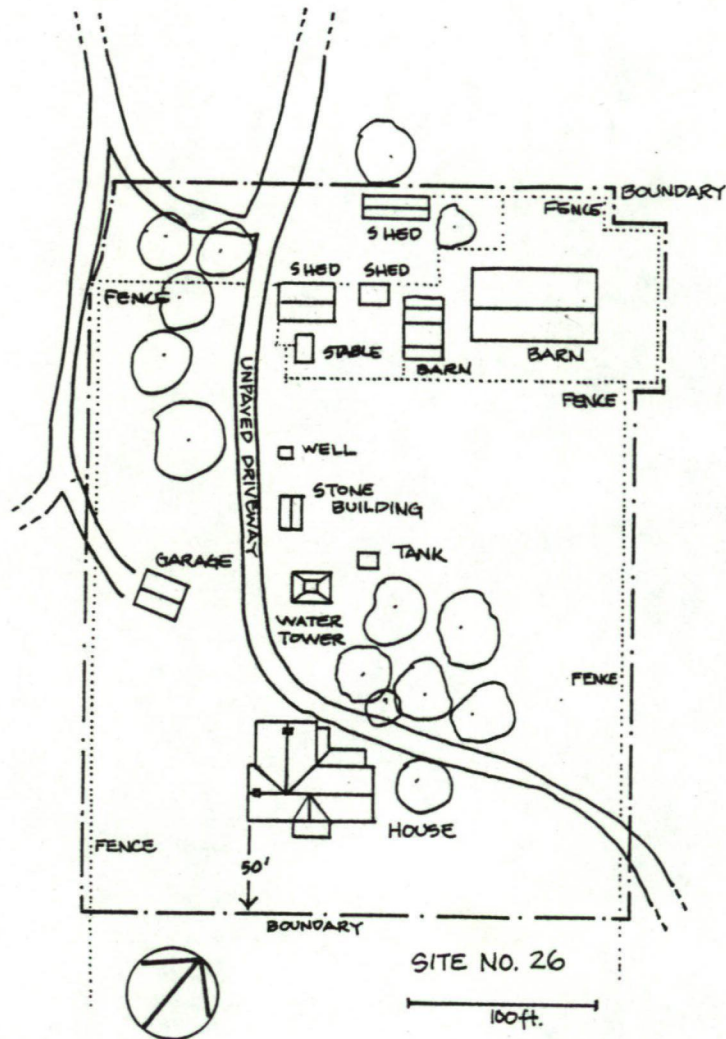 BOUNDARY
FENCE
SHED
SHED SHED
FENCE
STABLE
BARN
BARN
FENCE
UNPAVED DRIVEWAY
WELL
STONE
BUILDING
GARAGE
TANK
WATER
TOWER
FENCE
HOUSE
FENCE
50'
BOUNDARY
SITE NO. 26
100ft.